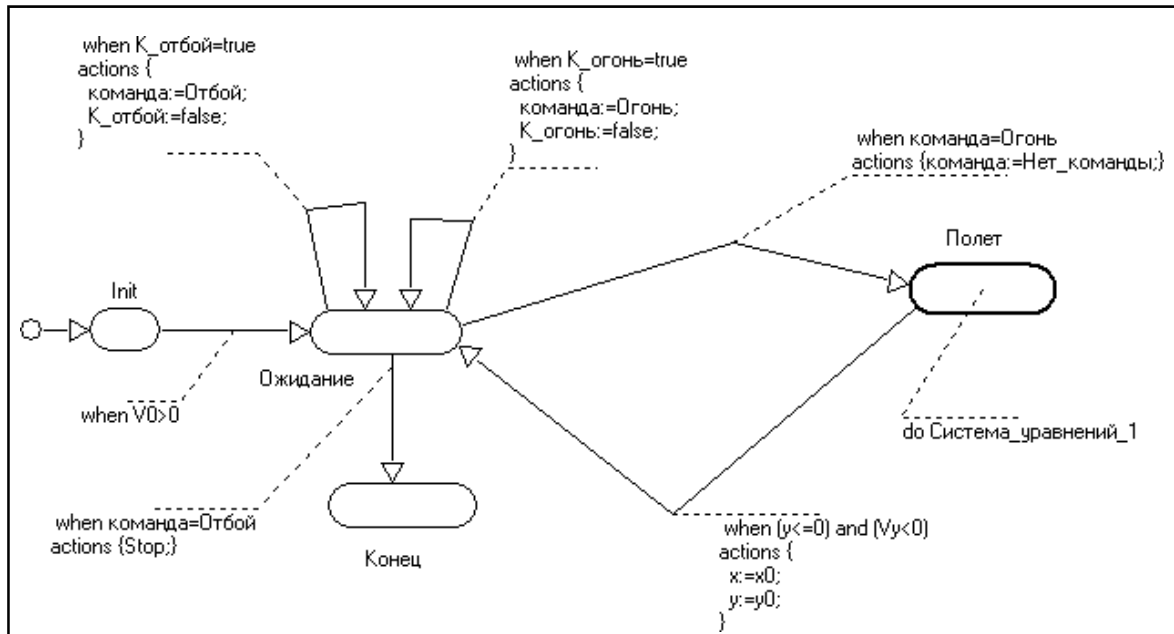 when K_отбой=true
actions {
команда:=Отбой;
K_отбой:=false;
}
when K_огонь=true
actions {
команда:=Огонь;
K_огонь:=false;
}
when команда=Огонь
actions {команда:=Нет_команды;}
Полет
Init
Ожидание
when V0>0
do Система_уравнений_1
when команда=Отбой
actions {Stop;}
Конец
when (y<=0) and (Vy<0)
actions {
x:=x0;
y:=y0;
}